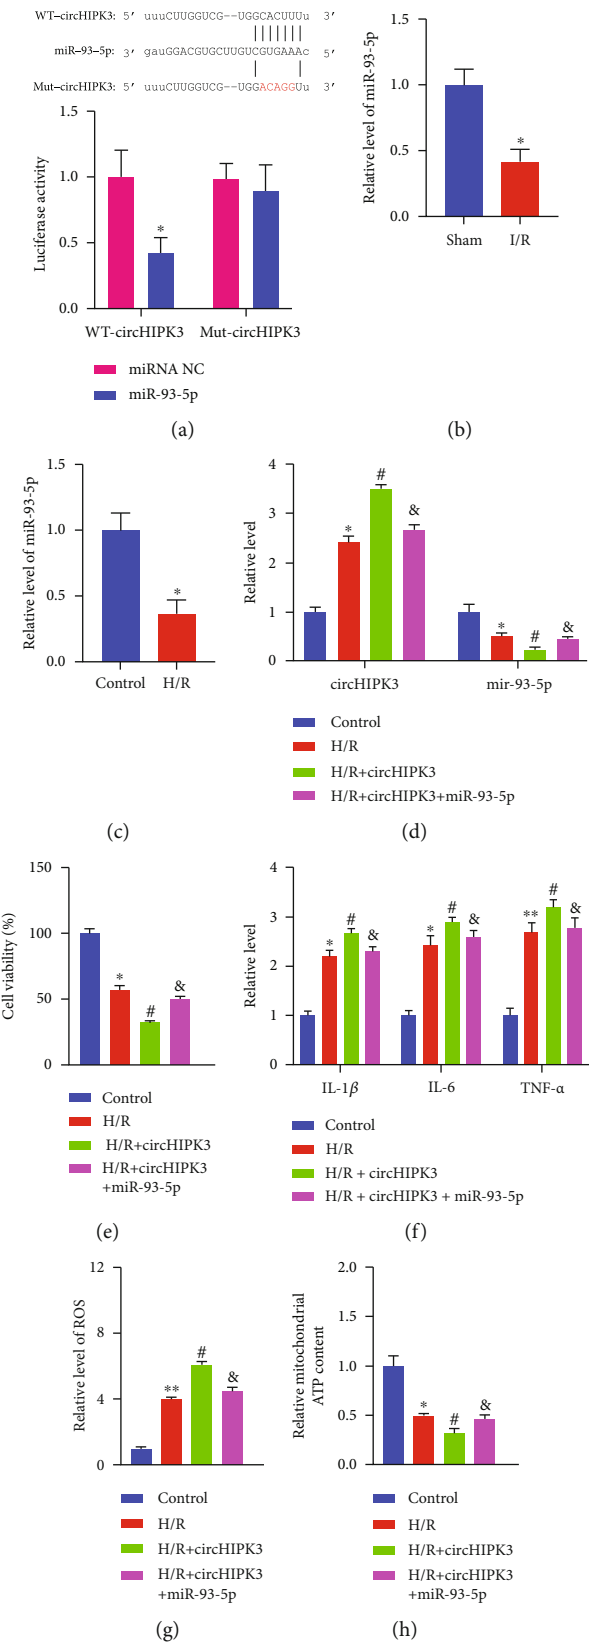 WT–circHIPK3: 5′ uuuCUUGGUCG--UGGCACUUUu 3′
miR–93–5p: 3′ gauGGACGUGCUUGUCGUGAAAc 5′
Mut–circHIPK3: 5′ uuuCUUGGUCG--UGGACAGGUu 3′
Luciferase activity
1.5
1.0
0.5
0.0
*
WT-circHIPK3 Mut-circHIPK3
miRNA NC
miR-93-5p
(a)
Relative level of miR-93-5p
1.5
1.0
0.5
0.0
*
Sham I/R
(b)
Relative level of miR-93-5p
1.5
1.0
0.5
0.0
*
Control H/R
(c)
Relative level
4
3
2
1
0
* # & * # &
circHIPK3 mir-93-5p
Control
H/R
H/R+circHIPK3
H/R+circHIPK3+miR-93-5p
(d)
Cell viability (%)
150
100
50
0
* # &
Control
H/R
H/R+circHIPK3
H/R+circHIPK3
+miR-93-5p
(e)
Relative level
4
3
2
1
0
* # & * # & ** # &
IL-1β IL-6 TNF-α
Control
H/R
H/R + circHIPK3
H/R + circHIPK3 + miR-93-5p
(f)
Relative level of ROS
12
8
4
0
** # &
Control
H/R
H/R+circHIPK3
H/R+circHIPK3
+miR-93-5p
(g)
Relative mitochondrial
ATP content
2.0
1.5
1.0
0.5
0.0
* # &
Control
H/R
H/R+circHIPK3
H/R+circHIPK3
+miR-93-5p
(h)